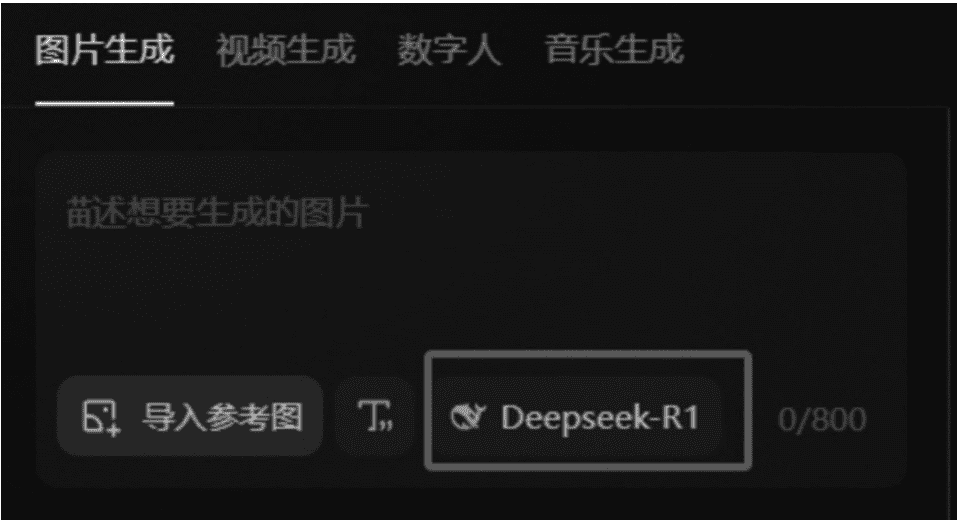 图片生成 视频生成 数字人 音乐生成
描述想要生成的图片
导入参考图 T,, Deepseek-R1 0/800